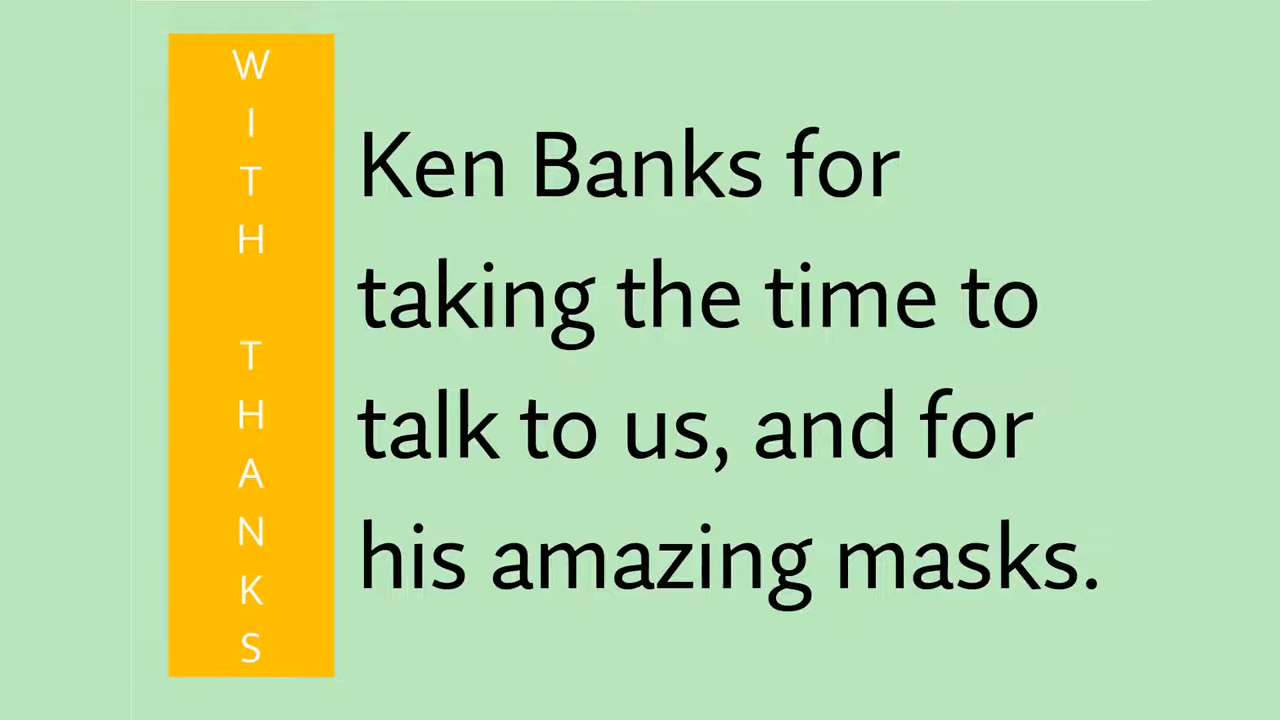 WITH THANKS
Ken Banks for
taking the time to
talk to us, and for
his amazing masks.